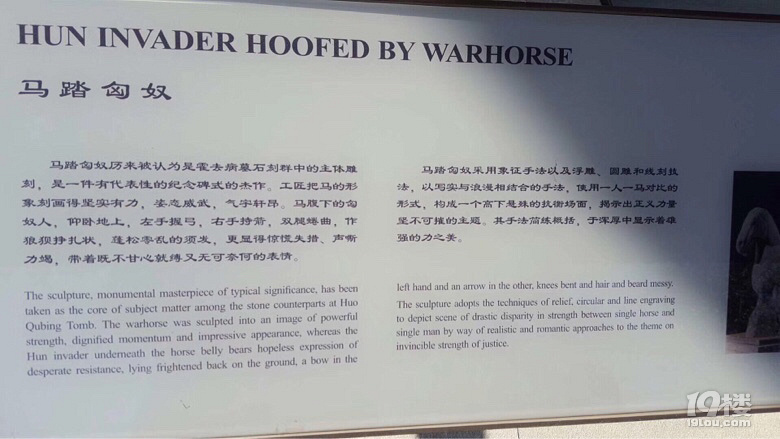 HUN INVADER HOOFED BY WARHORSE
马踏匈奴
马踏匈奴历来被认为是霍去病墓石刻群中的主体雕
刻，是一件有代表性的纪念碑式的杰作。工匠把马的形
象刻画得坚实有力，姿态威武，气宇轩昂。马腹下的匈
奴人，仰卧地上，左手握弓，右手持箭，双腿蜷曲，作
狼狈挣扎状，蓬松零乱的须发，更显得惊慌失措、声嘶
力竭，带着既不甘心就缚又无可奈何的表情。
The sculpture, monumental masterpiece of typical significance, has been
taken as the core of subject matter among the stone counterparts at Huo
Qubing Tomb. The warhorse was sculpted into an image of powerful
strength, dignified momentum and impressive appearance, whereas the
Hun invader underneath the horse belly bears hopeless expression of
desperate resistance, lying frightened back on the ground, a bow in the
马踏匈奴采用象征手法以及浮雕、圆雕和线刻技
法，以写实与浪漫相结合的手法，使用一人一马对比的
形式，构成一个高下悬殊的抗衡场面，揭示出正义力量
坚不可摧的主题。其手法简练概括，于浑厚中显示着雄
强的力之美。
left hand and an arrow in the other, knees bent and hair and beard messy.
The sculpture adopts the techniques of relief, circular and line engraving
to depict scene of drastic disparity in strength between single horse and
single man by way of realistic and romantic approaches to the theme on
invincible strength of justice.
19楼
19lou.com